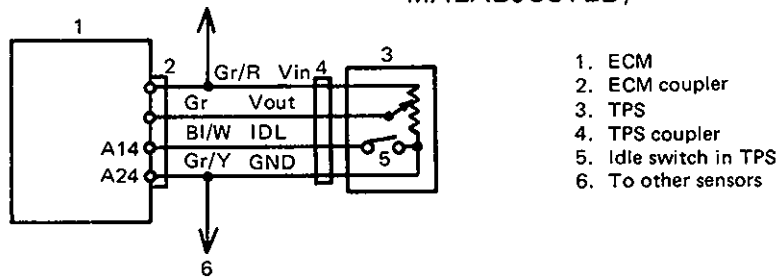 MALADJUSTED)
1
2
Gr/R Vin 4
3
Gr Vout
Bl/W IDL
A14
5
Gr/Y GND
A24
6
1. ECM
2. ECM coupler
3. TPS
4. TPS coupler
5. Idle switch in TPS
6. To other sensors